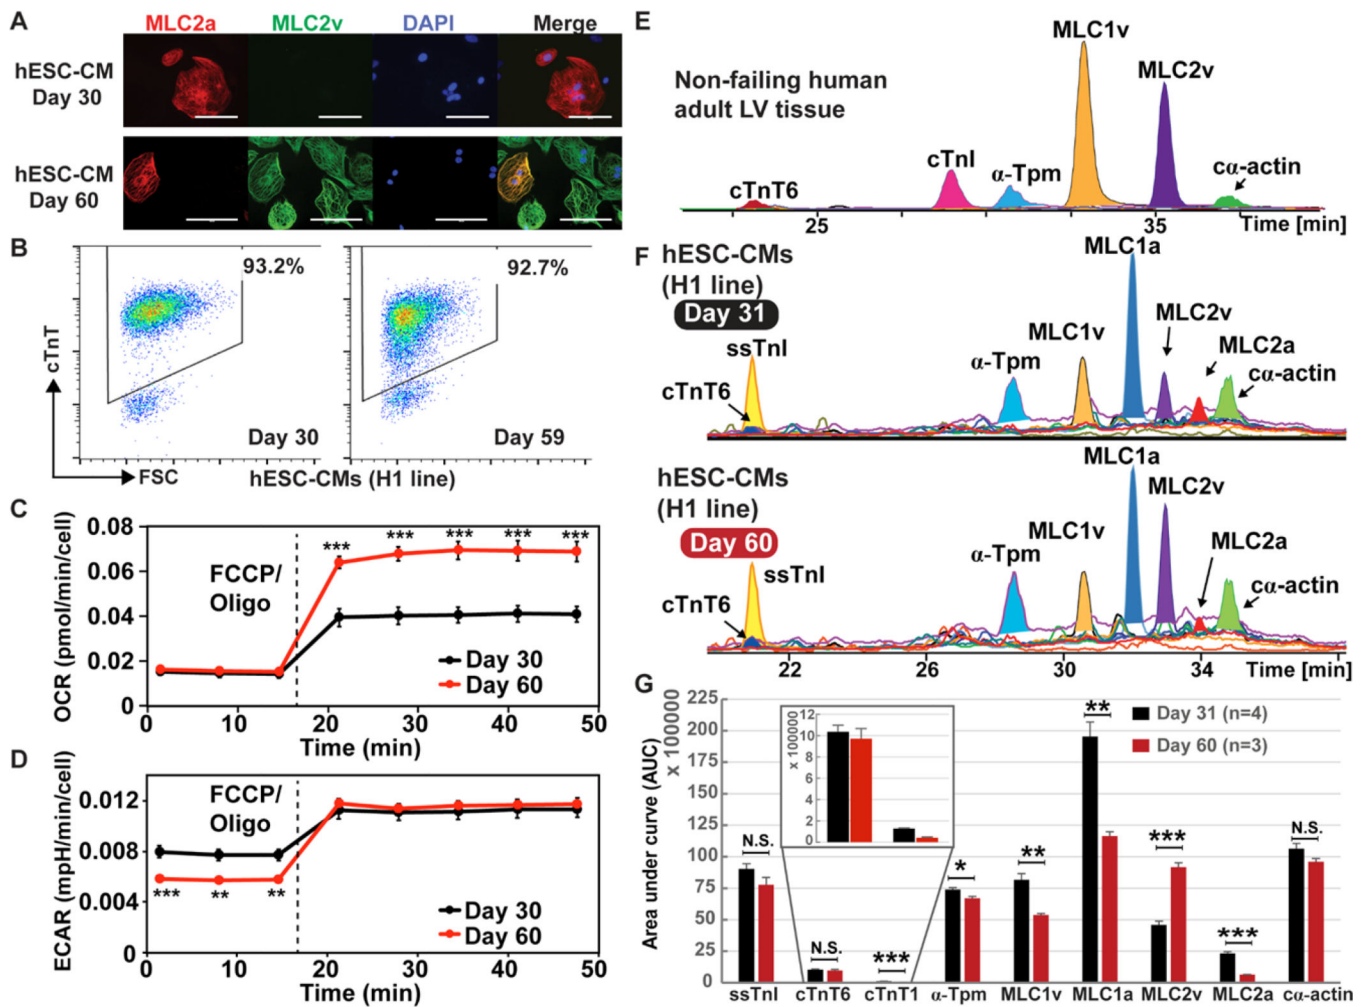 A
MLC2a
MLC2v
DAPI
Merge
hESC-CM
Day 30
hESC-CM
Day 60
B
93.2%
92.7%
cTnT
Day 30
Day 59
FSC
hESC-CMs (H1 line)
C
OCR (pmol/min/cell)
0.08
0.06
0.04
0.02
0
FCCP/
Oligo
***
***
***
***
***
Day 30
Day 60
0
10
20
30
40
50
Time (min)
D
ECAR (mpH/min/cell)
0.012
0.008
0.004
0
FCCP/
Oligo
***
**
**
Day 30
Day 60
0
10
20
30
40
50
Time (min)
E
Non-failing human
adult LV tissue
cTnT6
cTnI
α-Tpm
MLC1v
MLC2v
cα-actin
25
35
Time [min]
F
hESC-CMs
(H1 line)
Day 31
ssTnI
cTnT6
α-Tpm
MLC1v
MLC1a
MLC2v
MLC2a
cα-actin
hESC-CMs
(H1 line)
Day 60
ssTnI
cTnT6
α-Tpm
MLC1v
MLC1a
MLC2v
MLC2a
cα-actin
22
26
30
34
Time [min]
G
Area under curve (AUC)
x 100000
225
200
175
150
125
100
75
50
25
0
x 100000
12
10
8
6
4
2
0
Day 31 (n=4)
Day 60 (n=3)
N.S.
N.S.
***
*
**
**
***
***
N.S.
ssTnI
cTnT6
cTnT1
α-Tpm
MLC1v
MLC1a
MLC2v
MLC2a
cα-actin